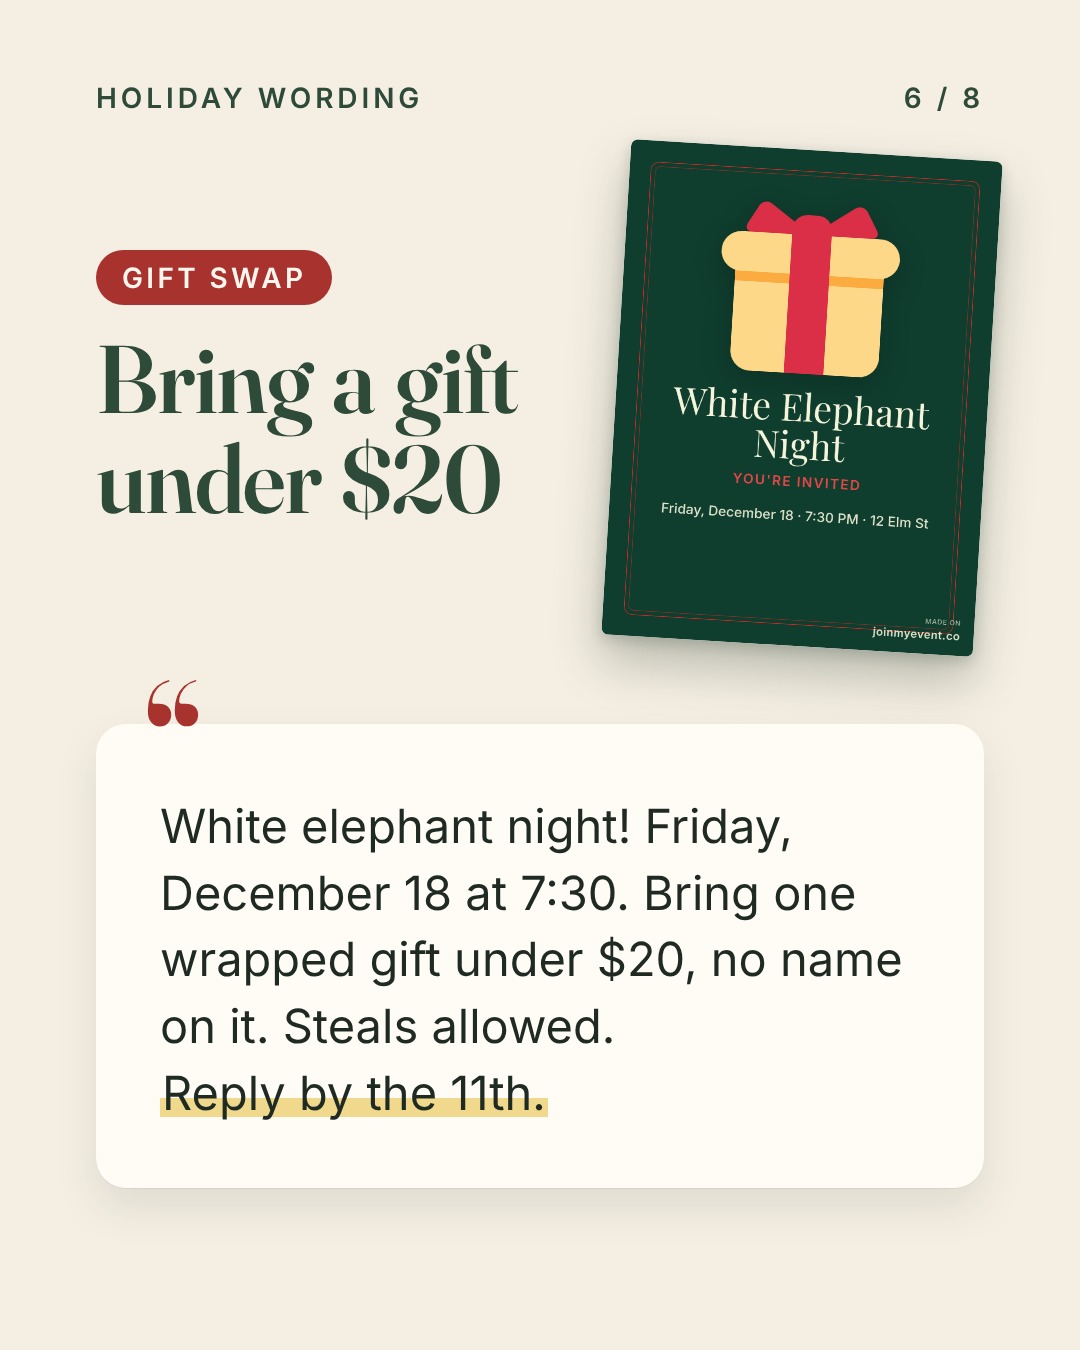 HOLIDAY WORDING
6 / 8
GIFT SWAP
Bring a gift
under $20
White Elephant
Night
YOU'RE INVITED
Friday, December 18 · 7:30 PM · 12 Elm St
MADE ON
joinmyevent.co
“
White elephant night! Friday,
December 18 at 7:30. Bring one
wrapped gift under $20, no name
on it. Steals allowed.
Reply by the 11th.